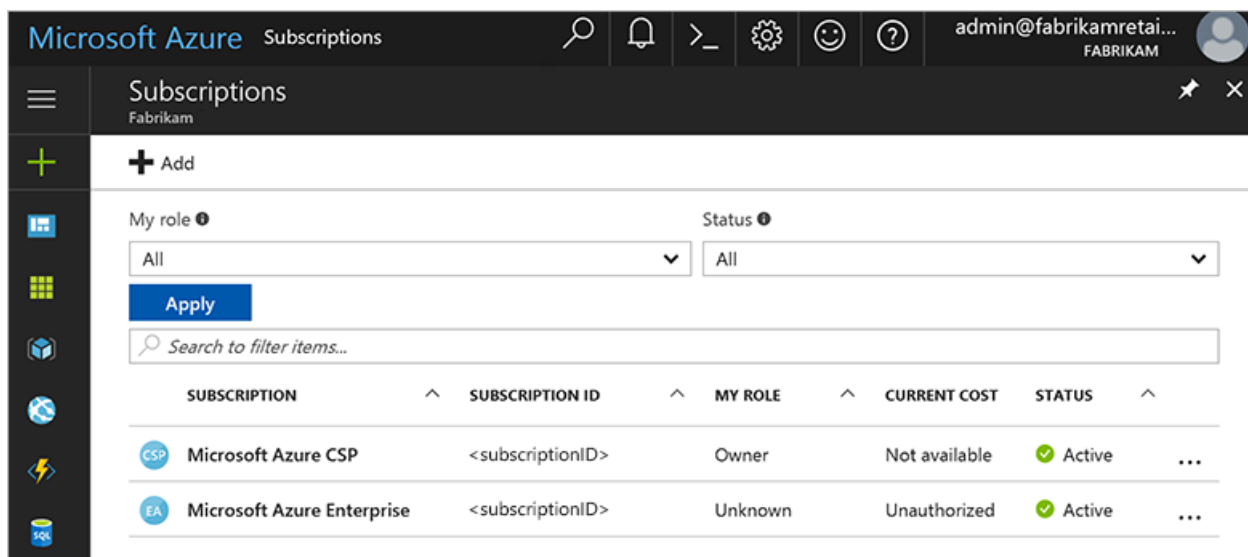 Microsoft Azure Subscriptions
>_
?
admin@fabrikamretai...
FABRIKAM
Subscriptions
Fabrikam
Add
My role
Status
All
All
Apply
Search to filter items...
SUBSCRIPTION SUBSCRIPTION ID MY ROLE CURRENT COST STATUS
CSP Microsoft Azure CSP <subscriptionID> Owner Not available Active ...
EA Microsoft Azure Enterprise <subscriptionID> Unknown Unauthorized Active ...
SQL